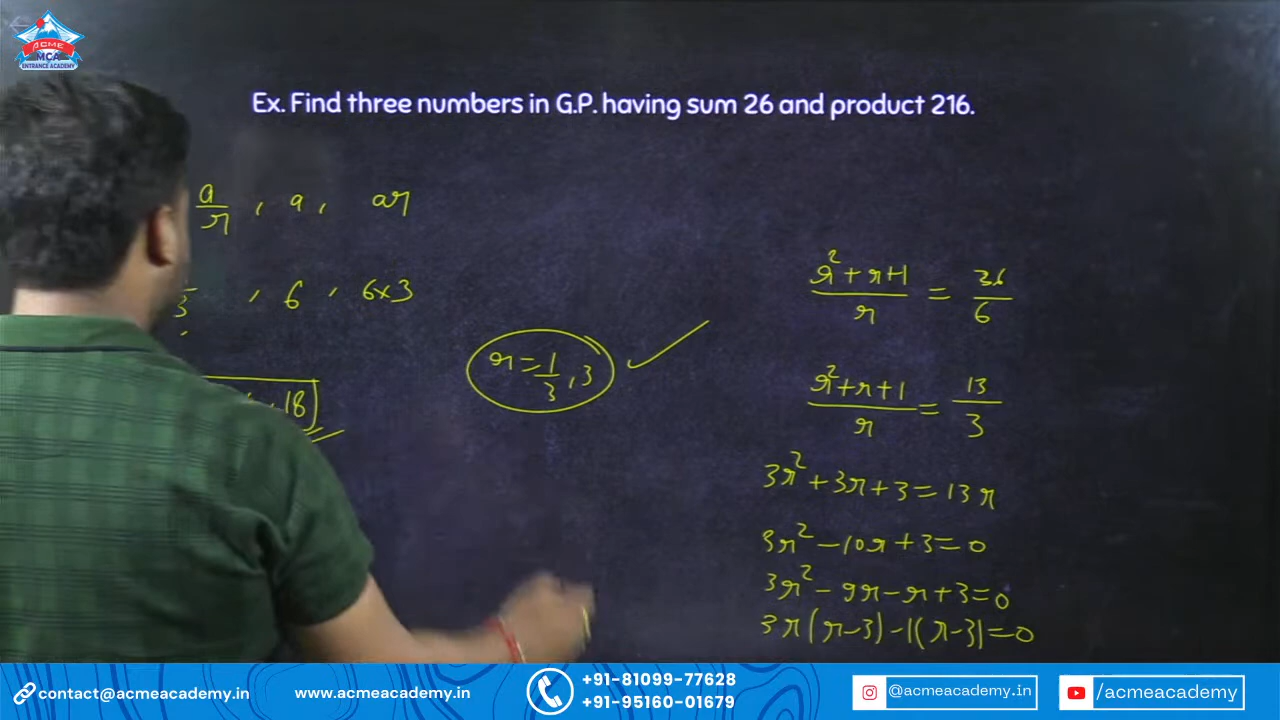 ACME
MCA
ENTRANCE ACADEMY
Ex. Find three numbers in G.P. having sum 26 and product 216.
a/r , a , ar
3 , 6 , 6x3
, 18
r = 1/3 , 3 ✓
r² + r + 1 / r = 36 / 6
r² + r + 1 / r = 13 / 3
3r² + 3r + 3 = 13r
3r² - 10r + 3 = 0
3r² - 9r - r + 3 = 0
3r(r-3) - 1(r-3) = 0
contact@acmeacademy.in
www.acmeacademy.in
+91-81099-77628
+91-95160-01679
@acmeacademy.in
/acmeacademy